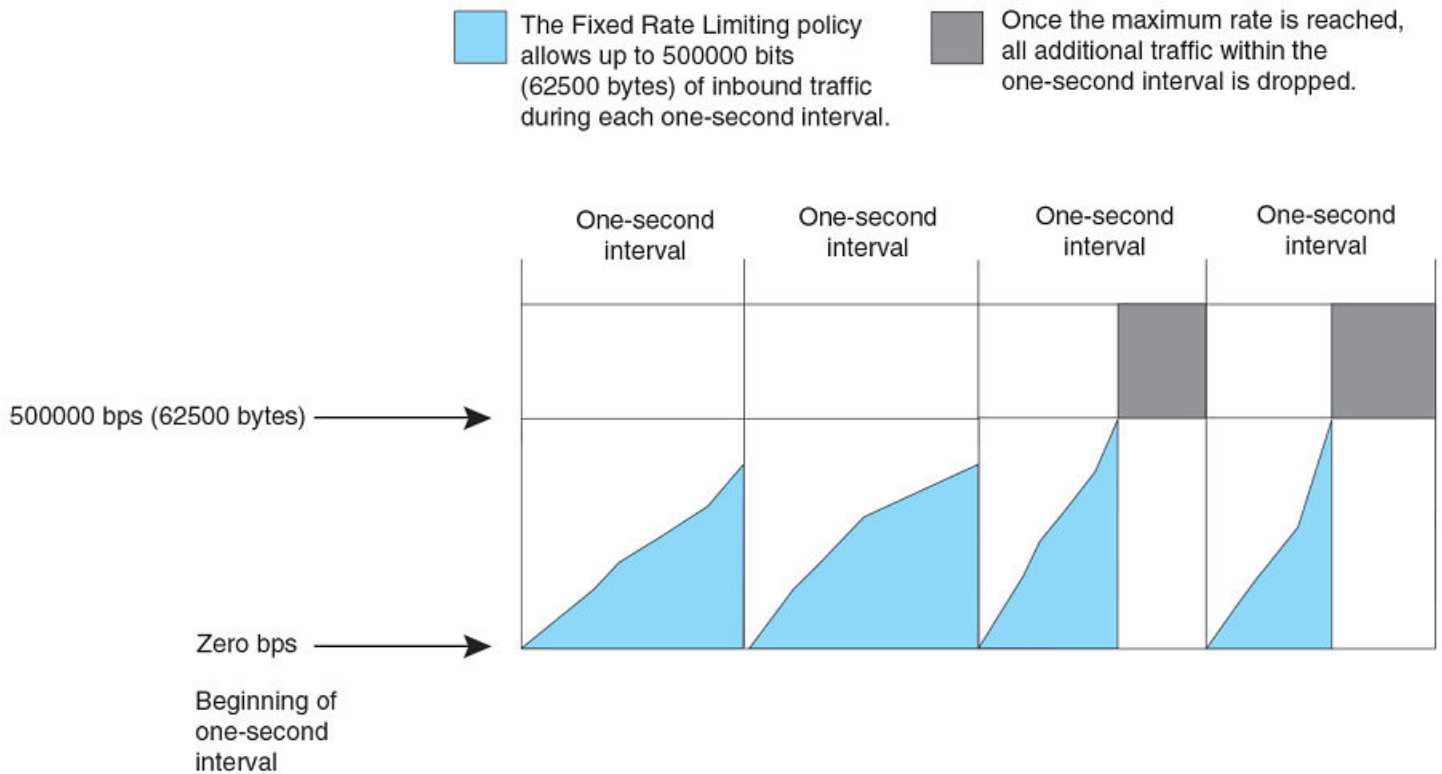 The Fixed Rate Limiting policy
allows up to 500000 bits
(62500 bytes) of inbound traffic
during each one-second interval.
Once the maximum rate is reached,
all additional traffic within the
one-second interval is dropped.
One-second
interval
One-second
interval
One-second
interval
One-second
interval
500000 bps (62500 bytes)
Zero bps
Beginning of
one-second
interval